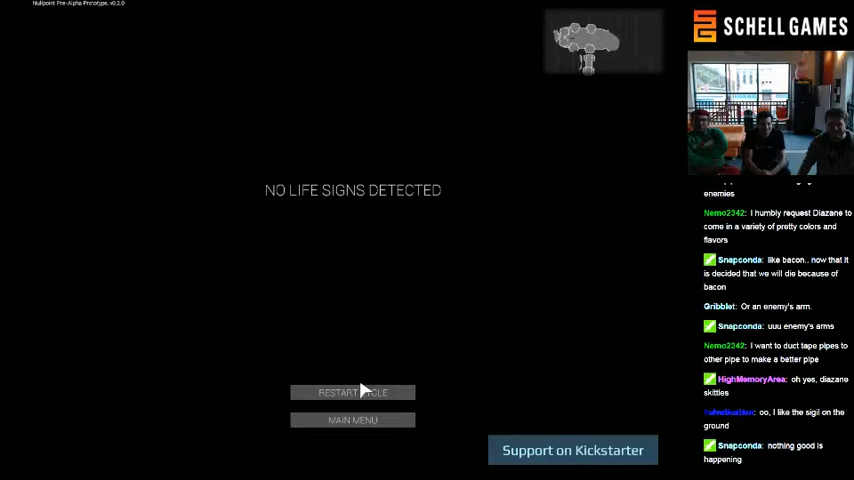 Nullpoint Pre-Alpha Prototype, v0.2.0
SCHELL GAMES
NO LIFE SIGNS DETECTED
RESTART CYCLE
MAIN MENU
Support on Kickstarter
enemies
Nemo2342: I humbly request Diazane to
come in a variety of pretty colors and
flavors
Snapconda: like bacon.. now that it
is decided that we will die because of
bacon
Gribblet: Or an enemy's arm.
Snapconda: uuu enemy's arms
Nemo2342: I want to duct tape pipes to
other pipe to make a better pipe
HighMemoryArea: oh yes, diazane
skittles
oo, I like the sigil on the
ground
Snapconda: nothing good is
happening